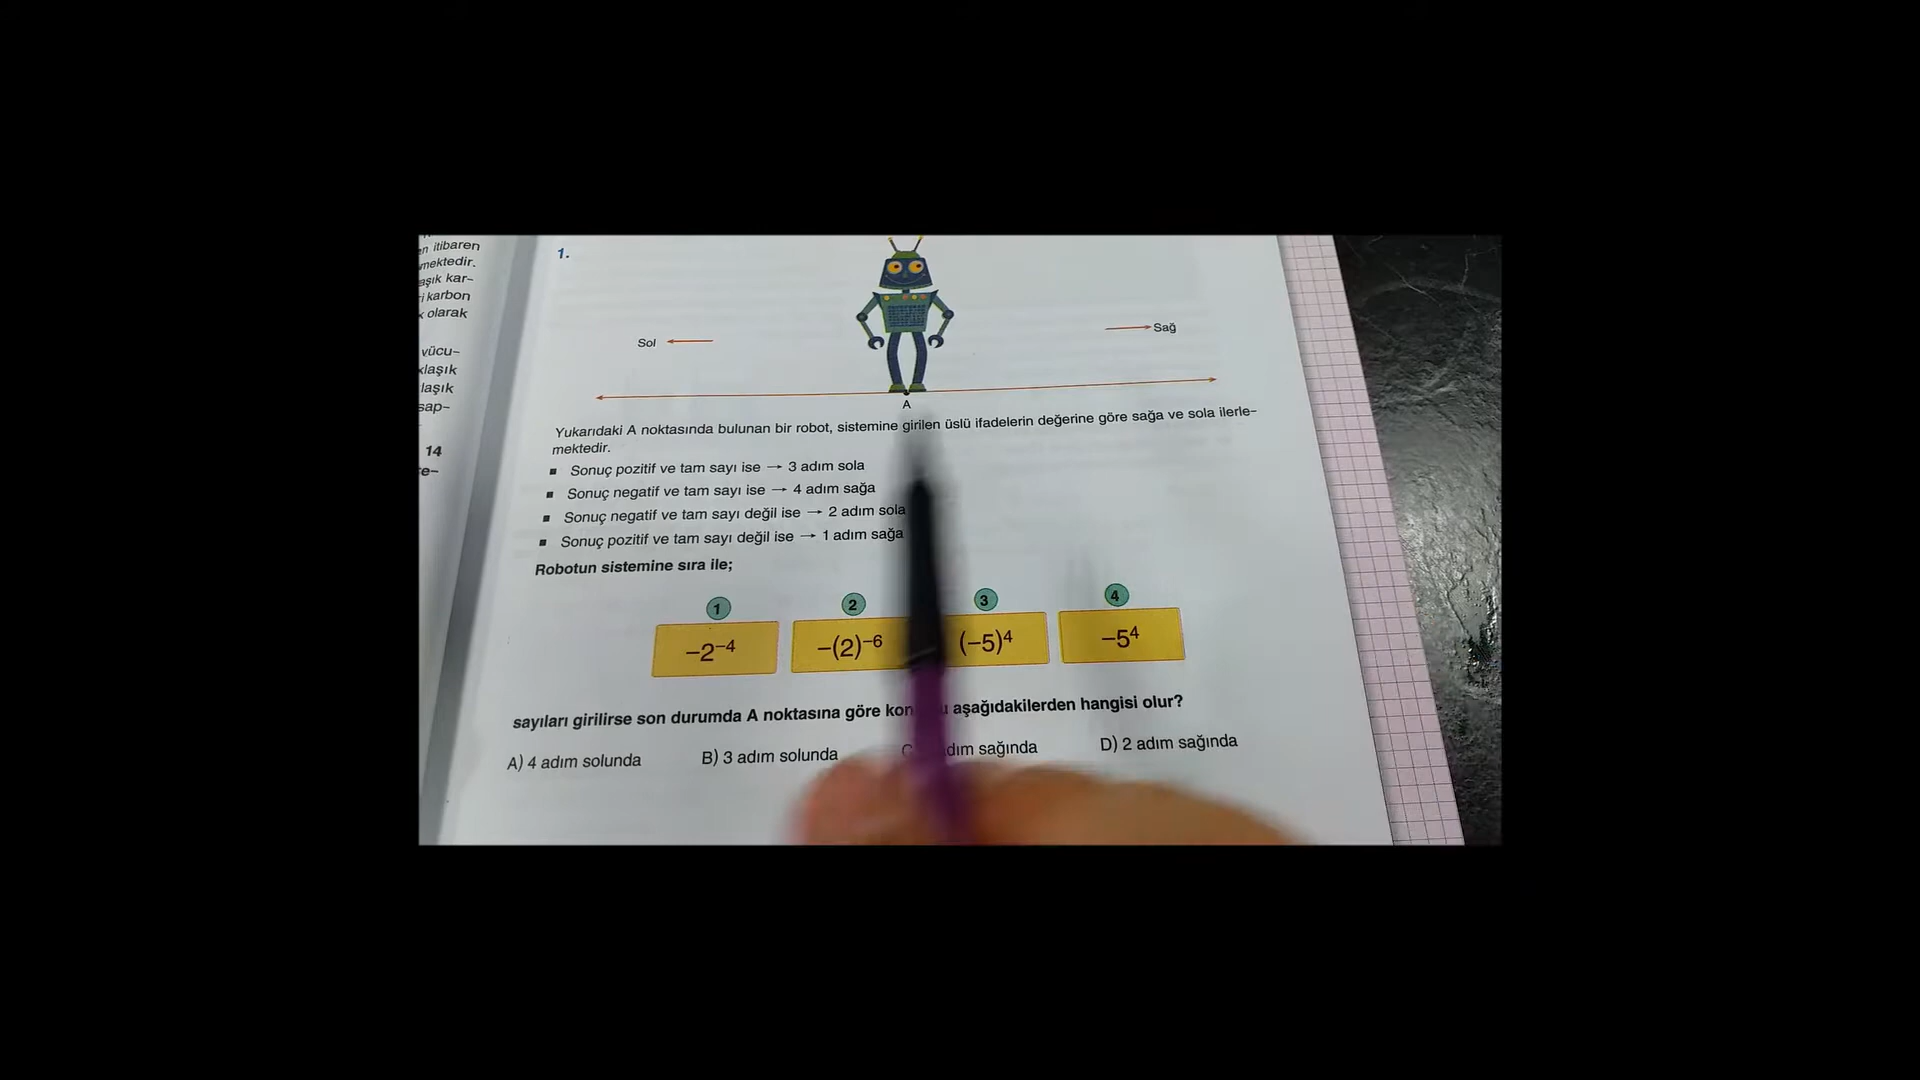 n itibaren
mektedir.
aşık kar-
i karbon
k olarak
vücu-
klaşık
laşık
sap-
14
e-
1.
Sol
Sağ
A
Yukarıdaki A noktasında bulunan bir robot, sistemine girilen üslü ifadelerin değerine göre sağa ve sola ilerle-
mektedir.
▪ Sonuç pozitif ve tam sayı ise → 3 adım sola
▪ Sonuç negatif ve tam sayı ise → 4 adım sağa
▪ Sonuç negatif ve tam sayı değil ise → 2 adım sola
▪ Sonuç pozitif ve tam sayı değil ise → 1 adım sağa
Robotun sistemine sıra ile;
1 2 3 4
−2⁻⁴ −(2)⁻⁶ (−5)⁴ −5⁴
sayıları girilirse son durumda A noktasına göre aşağıdakilerden hangisi olur?
A) 4 adım solunda B) 3 adım solunda sağında D) 2 adım sağında